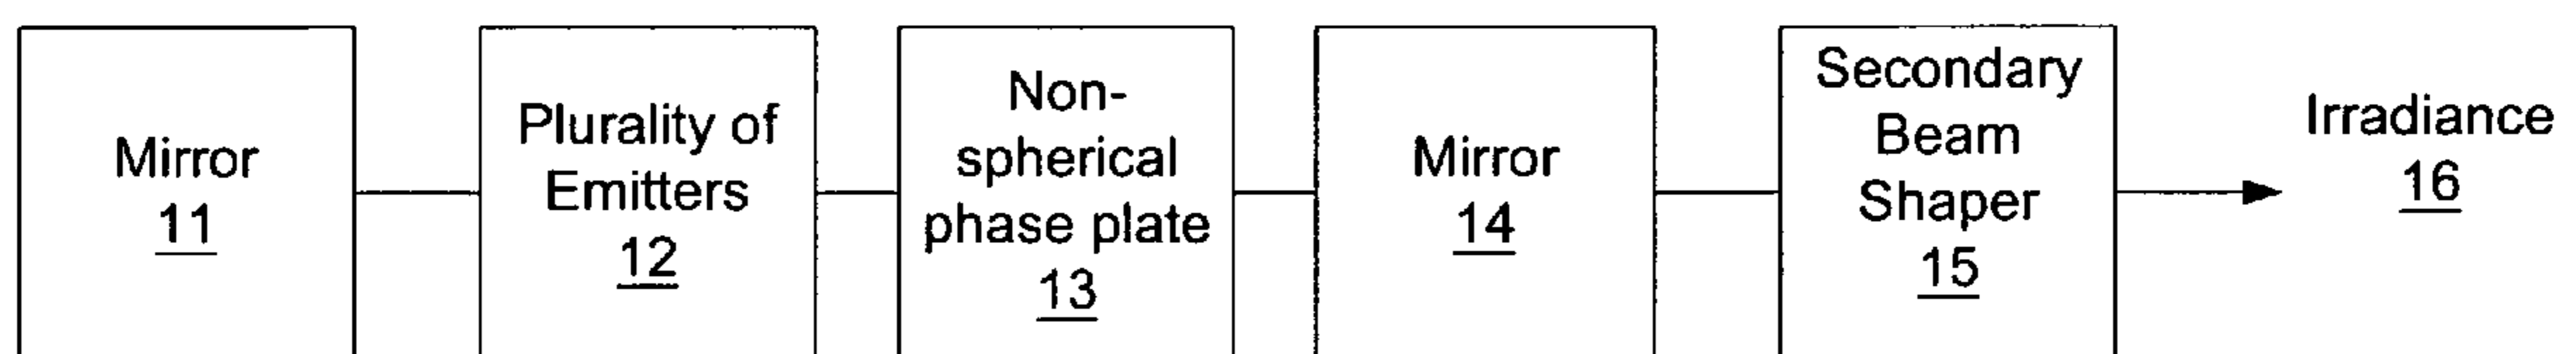 Mirror
11
Plurality of
Emitters
12
Non-
spherical
phase plate
13
Mirror
14
Secondary
Beam
Shaper
15
Irradiance
16